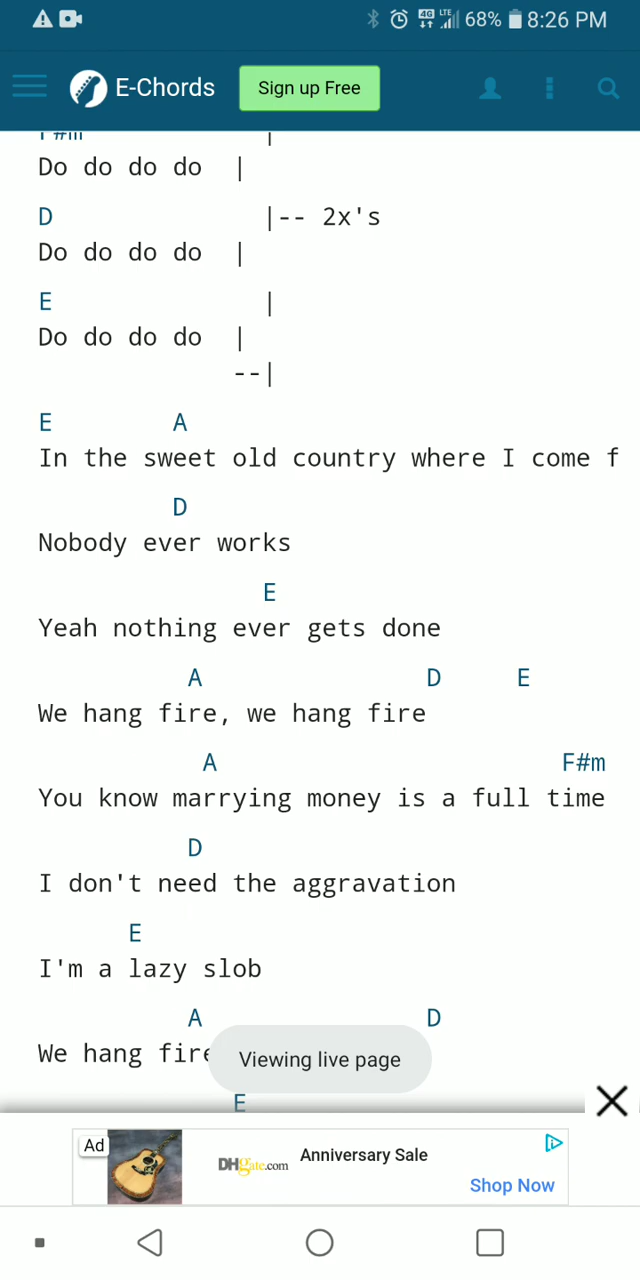 4G LTE 68% 8:26 PM
E-Chords Sign up Free
F#m |
Do do do do |
D |-- 2x's
Do do do do |
E |
Do do do do |
--|
E A
In the sweet old country where I come f
D
Nobody ever works
E
Yeah nothing ever gets done
A D E
We hang fire, we hang fire
A F#m
You know marrying money is a full time
D
I don't need the aggravation
E
I'm a lazy slob
A D
We hang fire
Viewing live page
E
Ad DHgate.com Anniversary Sale
Shop Now